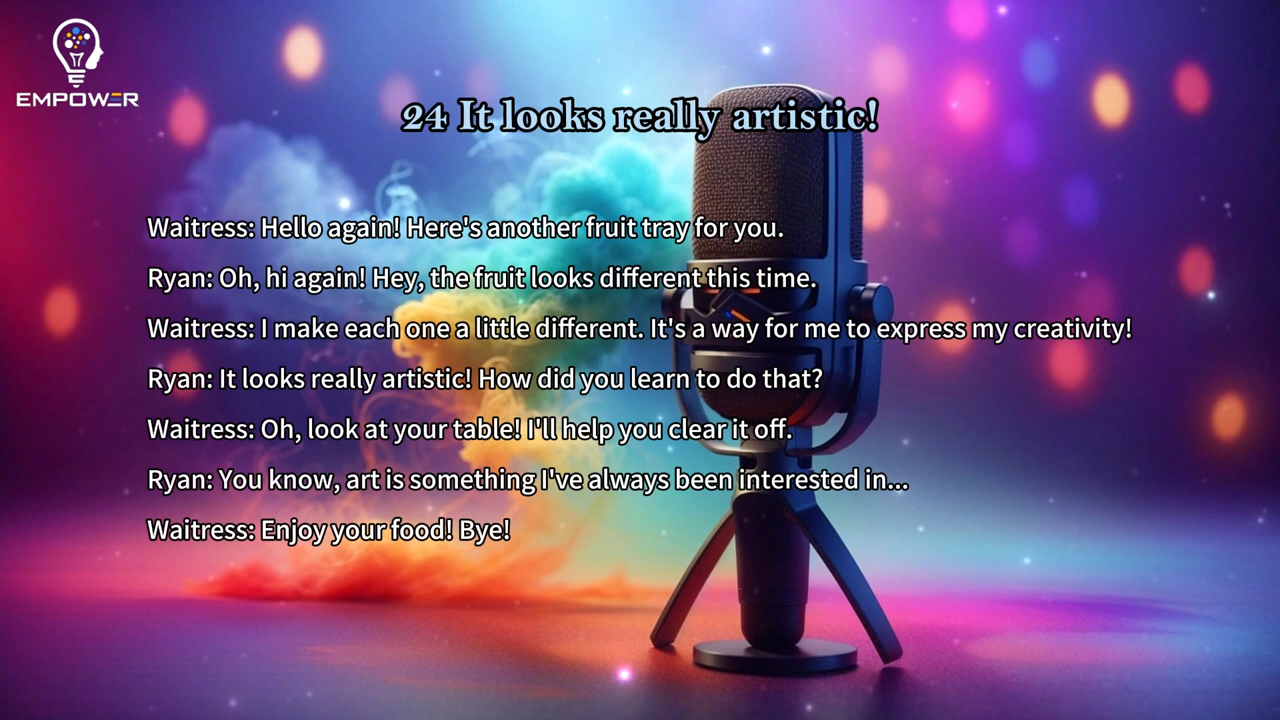 EMPOWER
24 It looks really artistic!
Waitress: Hello again! Here's another fruit tray for you.
Ryan: Oh, hi again! Hey, the fruit looks different this time.
Waitress: I make each one a little different. It's a way for me to express my creativity!
Ryan: It looks really artistic! How did you learn to do that?
Waitress: Oh, look at your table! I'll help you clear it off.
Ryan: You know, art is something I've always been interested in...
Waitress: Enjoy your food! Bye!